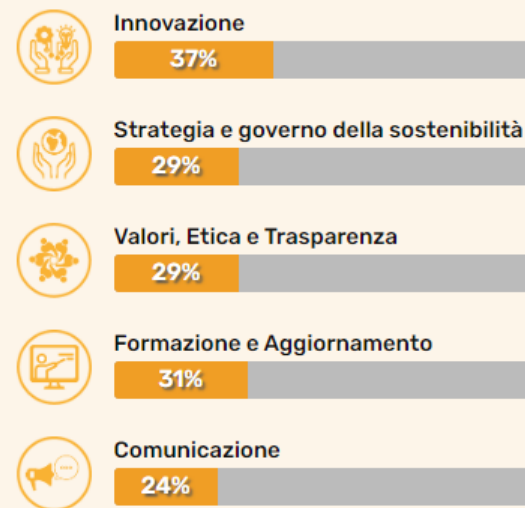 Innovazione
37%
Strategia e governo della sostenibilità
29%
Valori, Etica e Trasparenza
29%
Formazione e Aggiornamento
31%
Comunicazione
24%